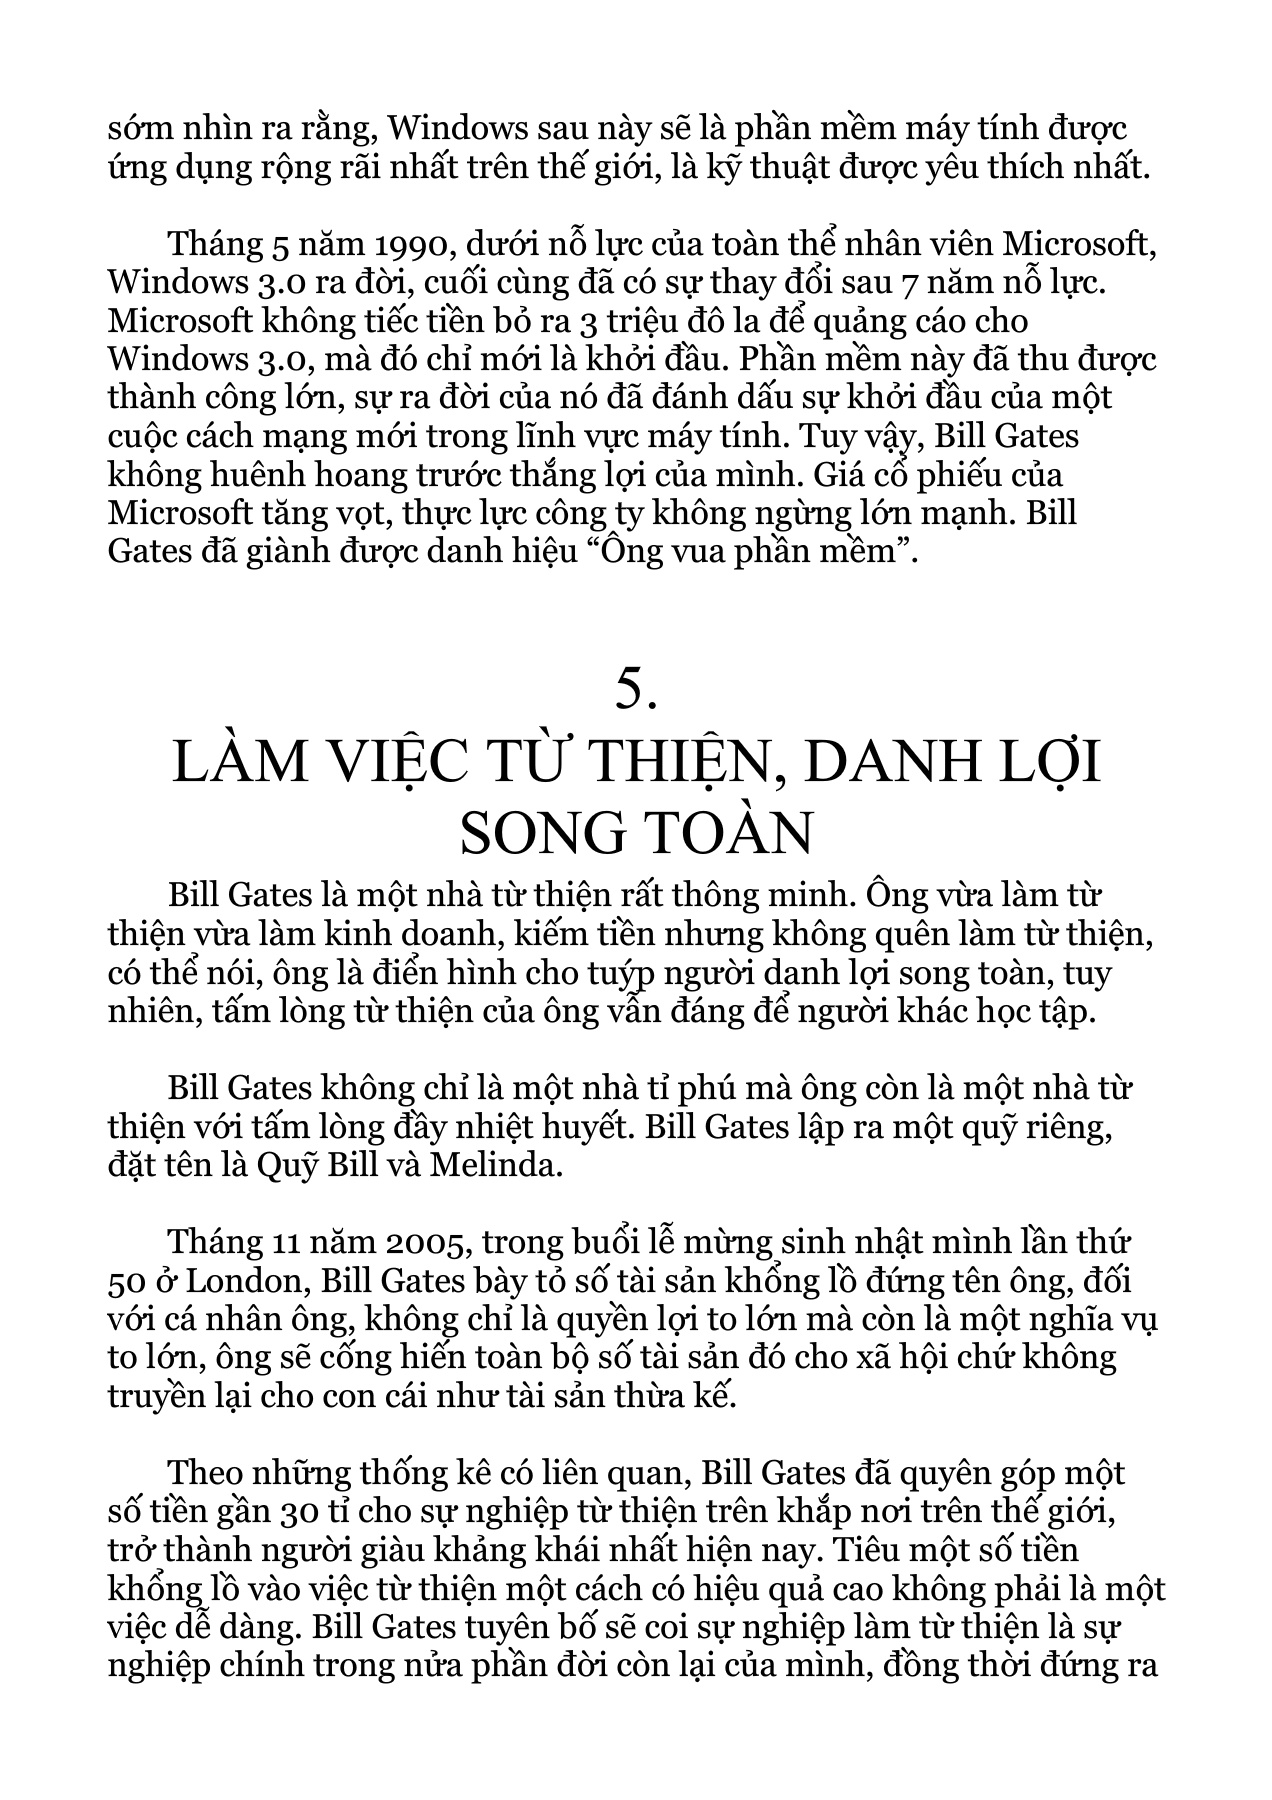 sớm nhìn ra rằng, Windows sau này sẽ là phần mềm máy tính được
ứng dụng rộng rãi nhất trên thế giới, là kỹ thuật được yêu thích nhất.
Tháng 5 năm 1990, dưới nỗ lực của toàn thể nhân viên Microsoft,
Windows 3.0 ra đời, cuối cùng đã có sự thay đổi sau 7 năm nỗ lực.
Microsoft không tiếc tiền bỏ ra 3 triệu đô la để quảng cáo cho
Windows 3.0, mà đó chỉ mới là khởi đầu. Phần mềm này đã thu được
thành công lớn, sự ra đời của nó đã đánh dấu sự khởi đầu của một
cuộc cách mạng mới trong lĩnh vực máy tính. Tuy vậy, Bill Gates
không huênh hoang trước thắng lợi của mình. Giá cổ phiếu của
Microsoft tăng vọt, thực lực công ty không ngừng lớn mạnh. Bill
Gates đã giành được danh hiệu “Ông vua phần mềm”.
5.
LÀM VIỆC TỪ THIỆN, DANH LỢI
SONG TOÀN
Bill Gates là một nhà từ thiện rất thông minh. Ông vừa làm từ
thiện vừa làm kinh doanh, kiếm tiền nhưng không quên làm từ thiện,
có thể nói, ông là điển hình cho tuýp người danh lợi song toàn, tuy
nhiên, tấm lòng từ thiện của ông vẫn đáng để người khác học tập.
Bill Gates không chỉ là một nhà tỉ phú mà ông còn là một nhà từ
thiện với tấm lòng đầy nhiệt huyết. Bill Gates lập ra một quỹ riêng,
đặt tên là Quỹ Bill và Melinda.
Tháng 11 năm 2005, trong buổi lễ mừng sinh nhật mình lần thứ
50 ở London, Bill Gates bày tỏ số tài sản khổng lồ đứng tên ông, đối
với cá nhân ông, không chỉ là quyền lợi to lớn mà còn là một nghĩa vụ
to lớn, ông sẽ cống hiến toàn bộ số tài sản đó cho xã hội chứ không
truyền lại cho con cái như tài sản thừa kế.
Theo những thống kê có liên quan, Bill Gates đã quyên góp một
số tiền gần 30 tỉ cho sự nghiệp từ thiện trên khắp nơi trên thế giới,
trở thành người giàu khảng khái nhất hiện nay. Tiêu một số tiền
khổng lồ vào việc từ thiện một cách có hiệu quả cao không phải là một
việc dễ dàng. Bill Gates tuyên bố sẽ coi sự nghiệp làm từ thiện là sự
nghiệp chính trong nửa phần đời còn lại của mình, đồng thời đứng ra